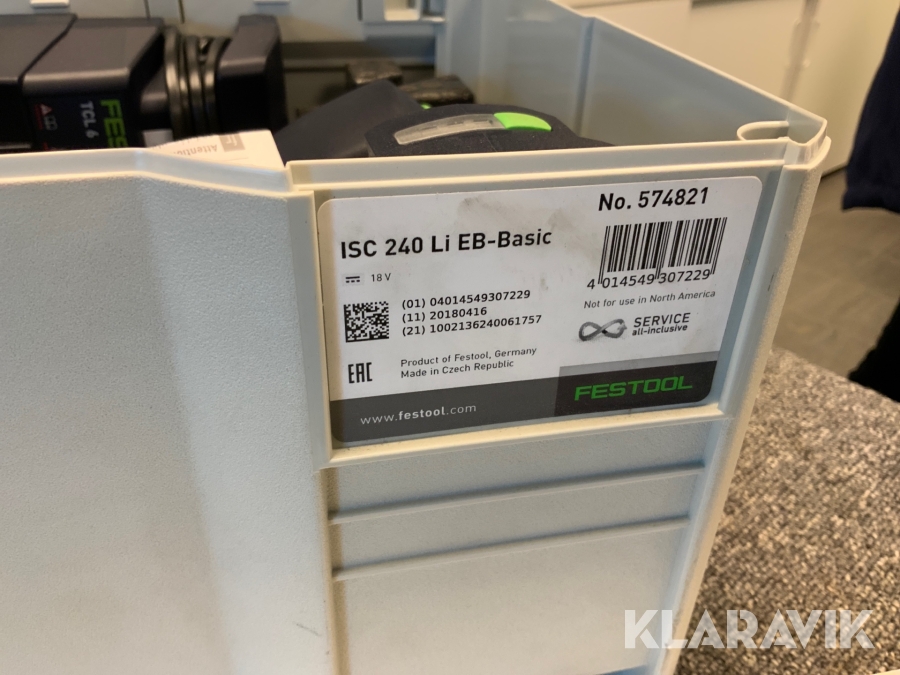 FES
TCL 6
Attenti
No. 574821
ISC 240 Li EB-Basic
18 V
4 014549 307229
(01) 04014549307229
(11) 20180416
(21) 1002136240061757
Not for use in North America
SERVICE
all-inclusive
EAC
Product of Festool, Germany
Made in Czech Republic
FESTOOL
www.festool.com
KLARAVIK